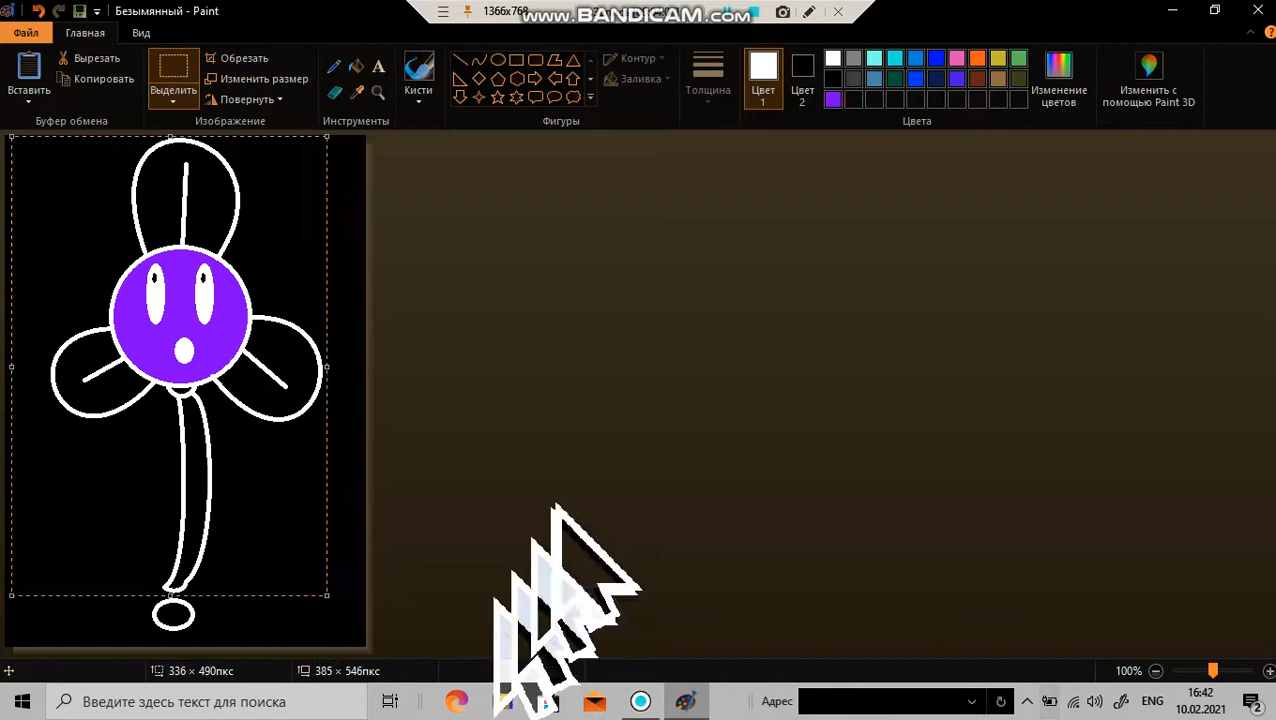 Безымянный - Paint
1366x768
www.BANDICAM.com
Файл
Главная
Вид
Вставить
Вырезать
Копировать
Буфер обмена
Выделить
Обрезать
Изменить размер
Повернуть
Изображение
Инструменты
Кисти
Контур
Заливка
Фигуры
Толщина
Цвет
1
Цвет
2
Изменение
цветов
Цвета
Изменить с
помощью Paint 3D
336 × 490пкс
385 × 546пкс
100%
Введите здесь текст для поиска
Адрес
ENG
16:42
10.02.2021
2